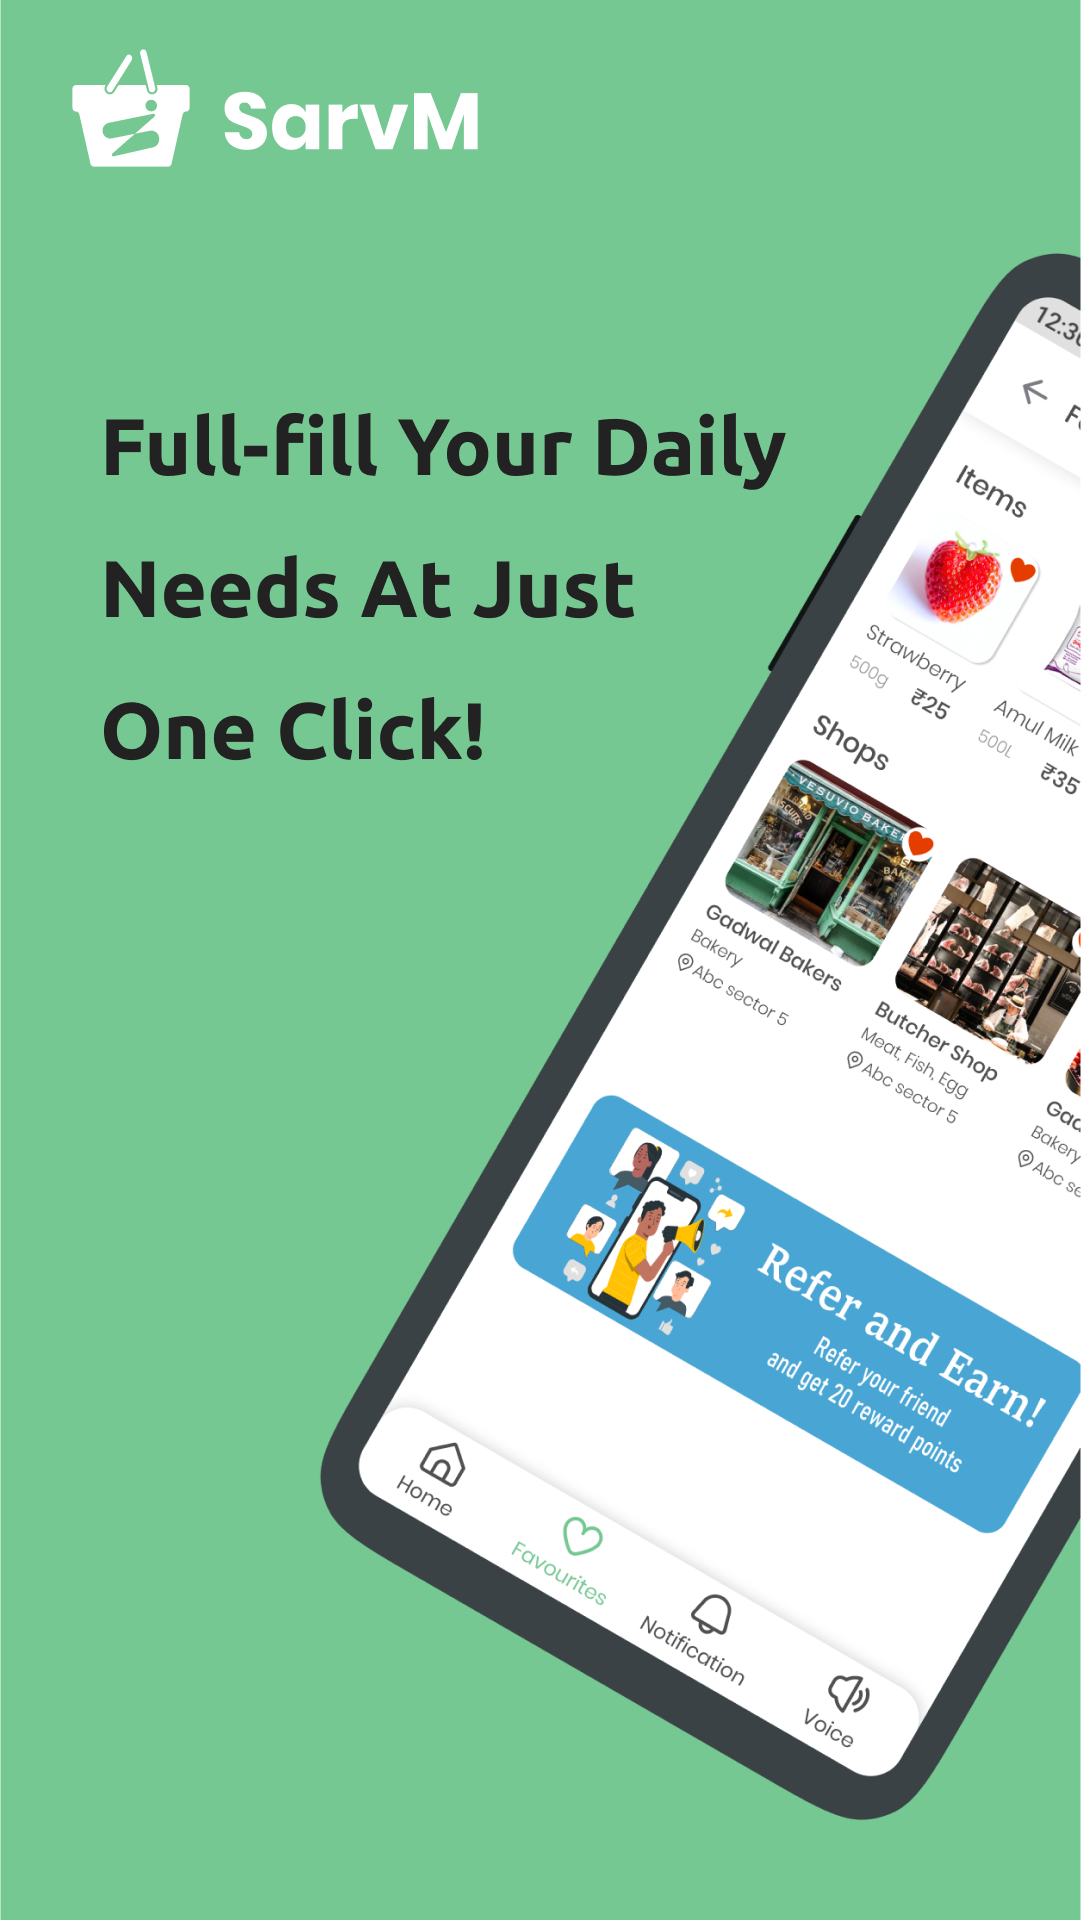 SarvM
Full-fill Your Daily
Needs At Just
One Click!
Items
Strawberry
500g ₹25
Amul Milk
500L ₹35
Shops
VESUVIO
Gadwal Bakers
Bakery
Abc sector 5
Butcher Shop
Meat, Fish, Egg
Abc sector 5
Bakery
Abc
Refer and Earn!
Refer your friend
and get 20 reward points
Home
Favourites
Notification
Voice